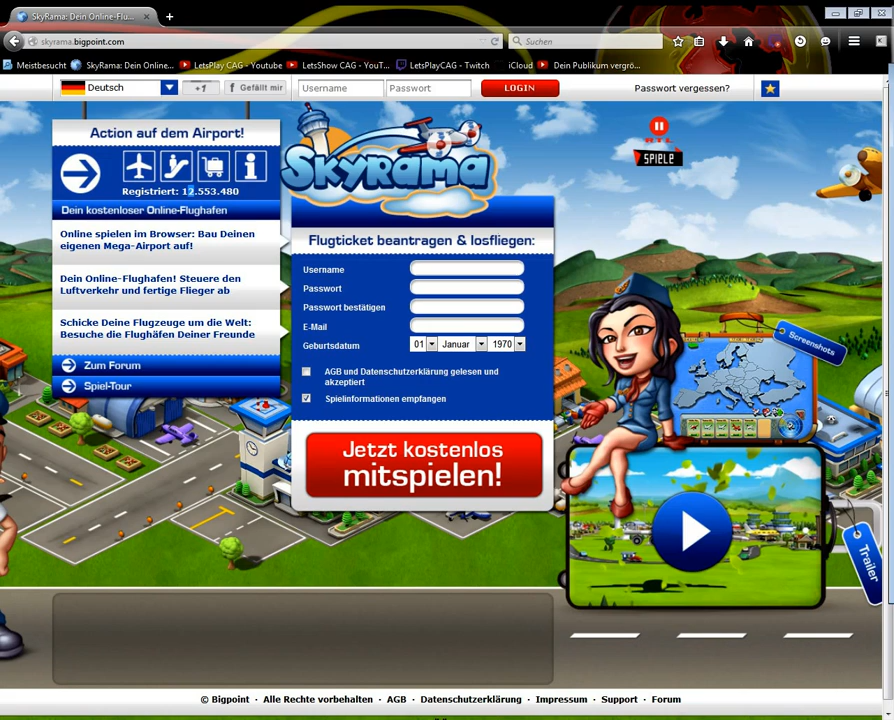 SkyRama: Dein Online-Flu...
skyrama.bigpoint.com
Suchen
Meistbesucht
SkyRama: Dein Online...
LetsPlay CAG - Youtube
LetsShow CAG - YouT...
LetsPlayCAG - Twitch
iCloud
Dein Publikum vergrö...
Deutsch
+1
Gefällt mir
Username
Passwort
LOGIN
Passwort vergessen?
Action auf dem Airport!
Registriert: 12.553.480
Dein kostenloser Online-Flughafen
Online spielen im Browser: Bau Deinen
eigenen Mega-Airport auf!
Dein Online-Flughafen! Steuere den
Luftverkehr und fertige Flieger ab
Schicke Deine Flugzeuge um die Welt:
Besuche die Flughäfen Deiner Freunde
Zum Forum
Spiel-Tour
SKYRAMA
Flugticket beantragen & losfliegen:
Username
Passwort
Passwort bestätigen
E-Mail
Geburtsdatum
01
Januar
1970
AGB und Datenschutzerklärung gelesen und
akzeptiert
Spielinformationen empfangen
Jetzt kostenlos
mitspielen!
RTL
SPIELE
Screenshots
Trailer
© Bigpoint · Alle Rechte vorbehalten · AGB · Datenschutzerklärung · Impressum · Support · Forum